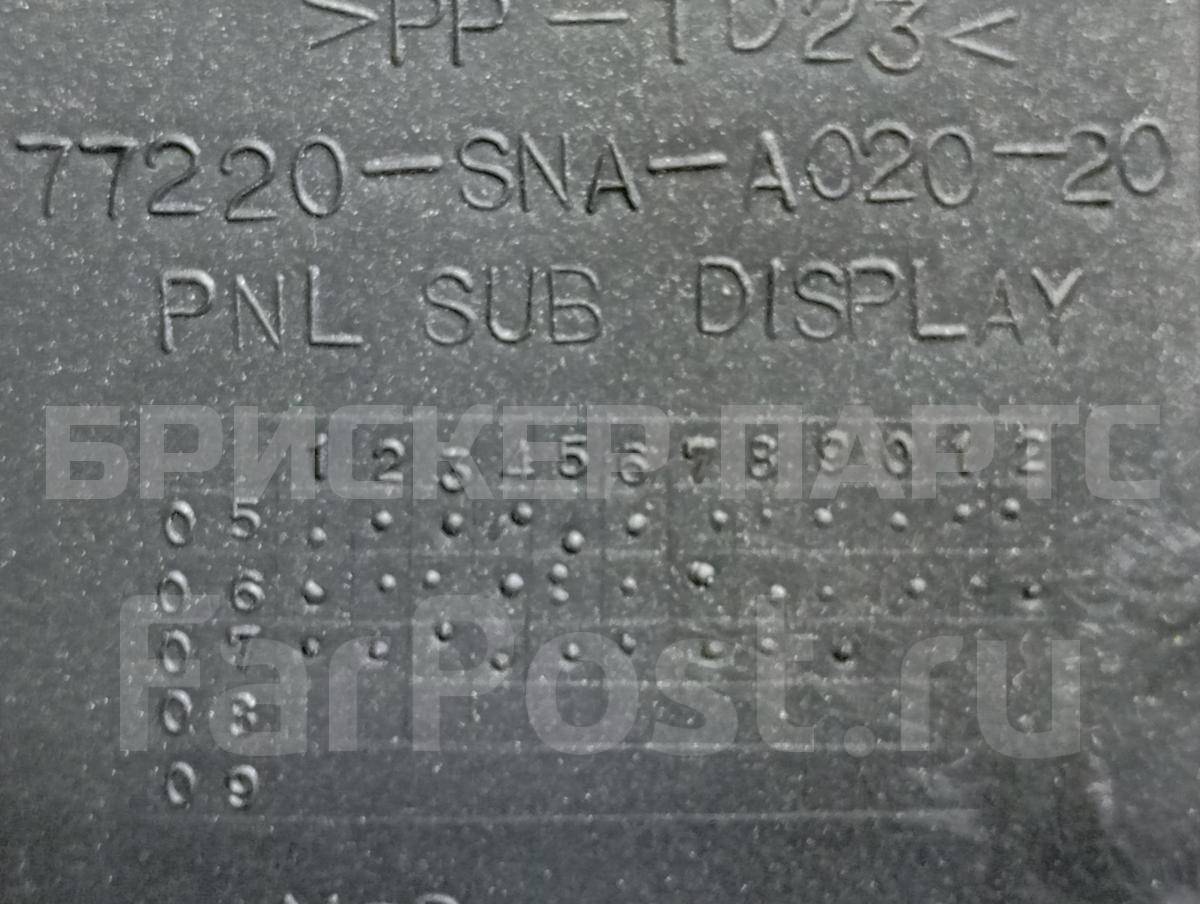 >PP-TD23<
77220-SNA-A020-20
PNL SUB DISPLAY
БРИСКЕР ПАРТС
1 2 3 4 5 6 7 8 9 0 1 2
0 5
0 6
0 7
FarPost.ru
0 8
0 9